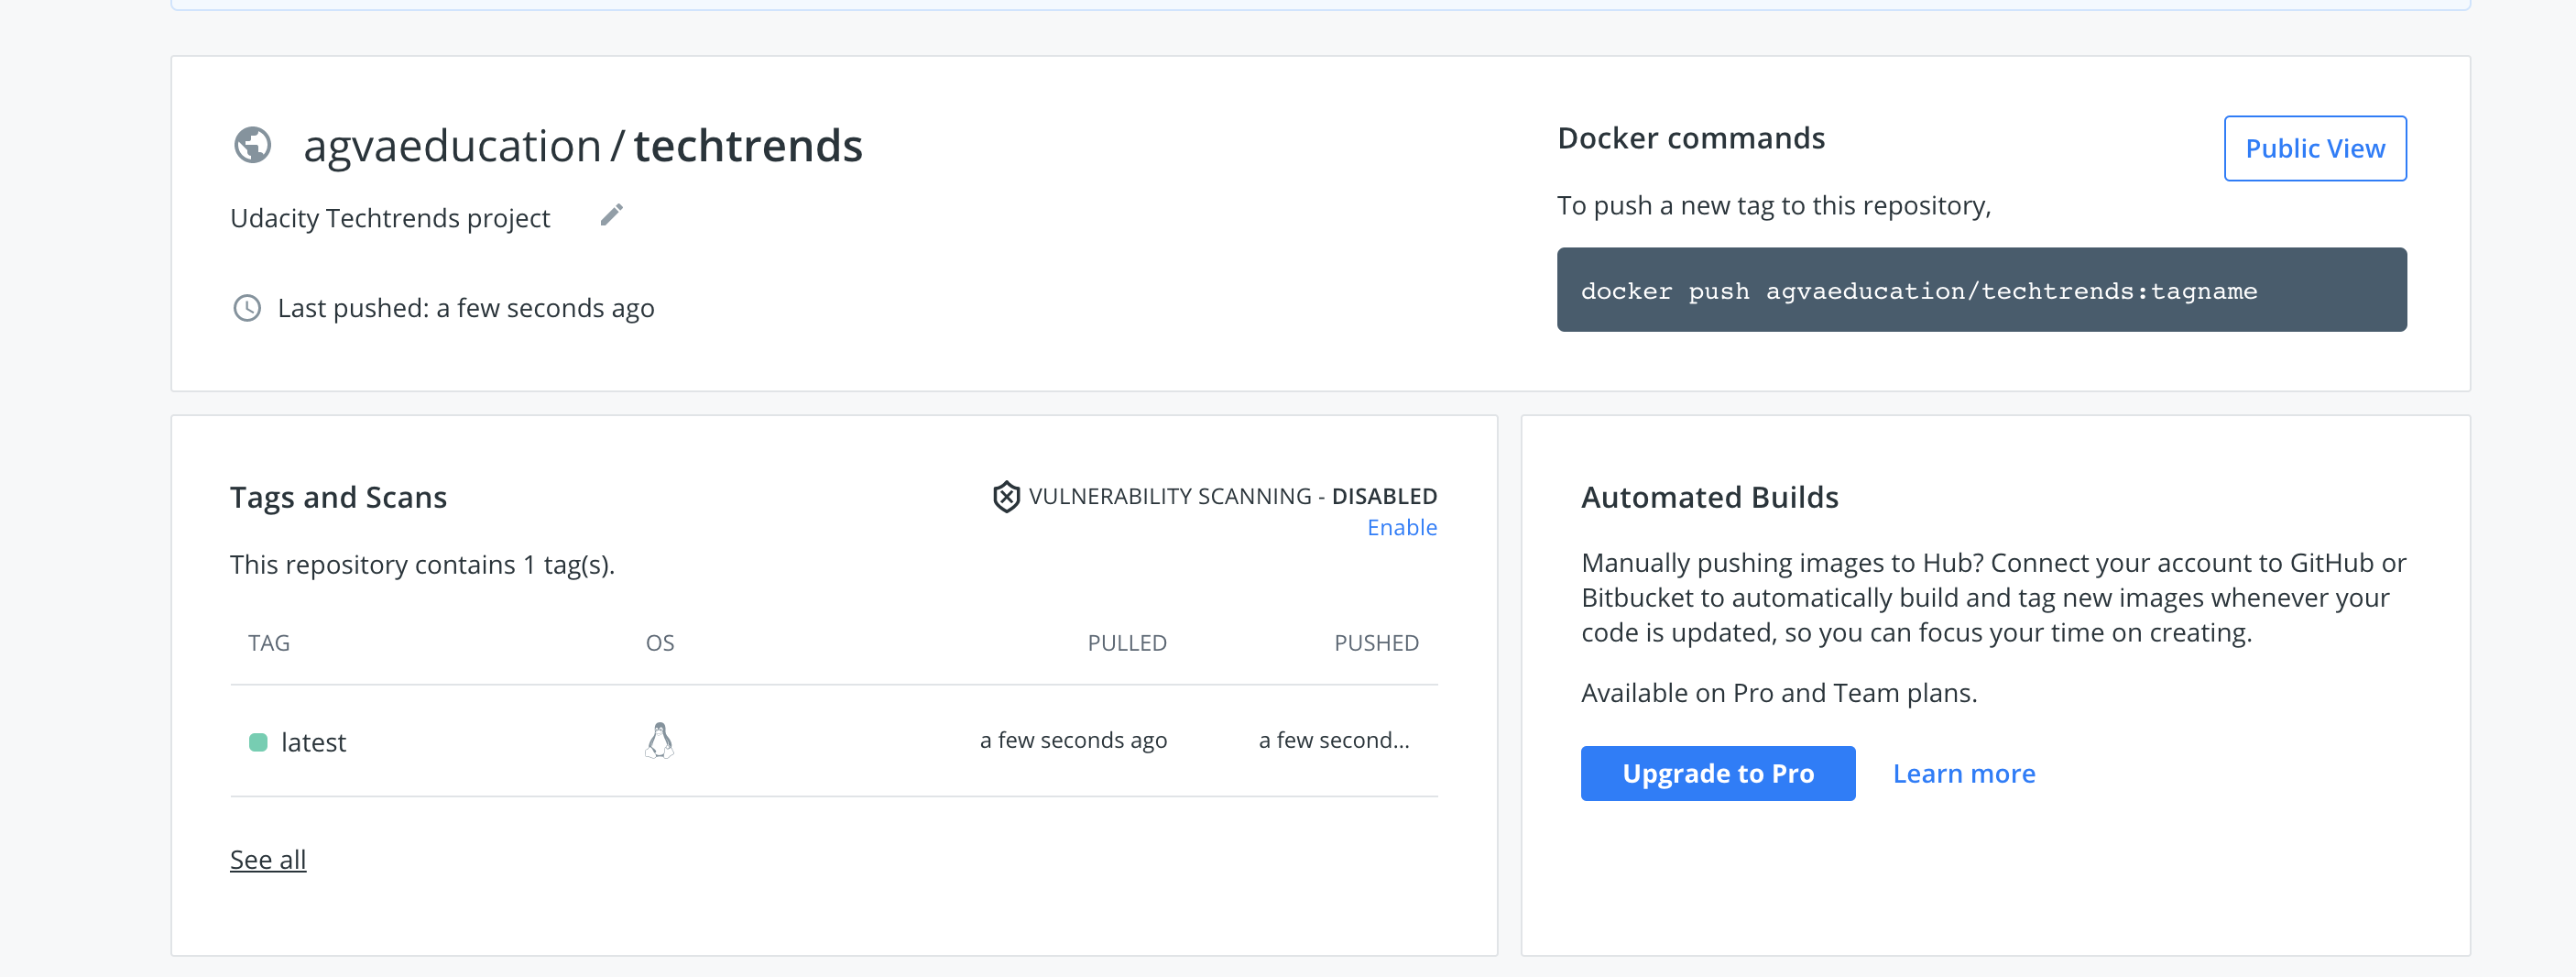 agvaeducation / techtrends
Udacity Techtrends project
Last pushed: a few seconds ago
Docker commands
Public View
To push a new tag to this repository,
docker push agvaeducation/techtrends:tagname
Tags and Scans
VULNERABILITY SCANNING - DISABLED
Enable
This repository contains 1 tag(s).
TAG OS PULLED PUSHED
latest a few seconds ago a few second...
See all
Automated Builds
Manually pushing images to Hub? Connect your account to GitHub or
Bitbucket to automatically build and tag new images whenever your
code is updated, so you can focus your time on creating.
Available on Pro and Team plans.
Upgrade to Pro Learn more